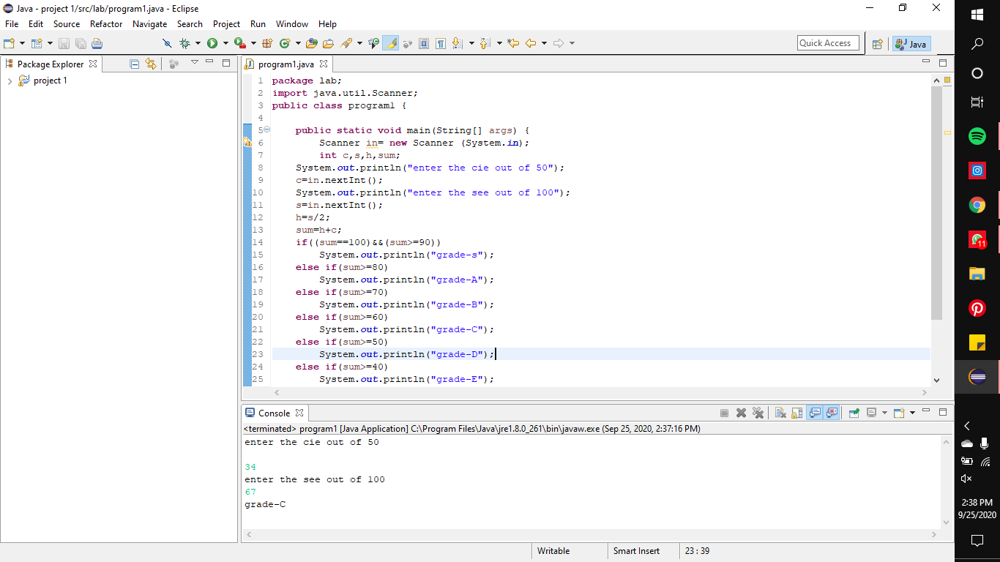 Java - project 1/src/lab/program1.java - Eclipse
File Edit Source Refactor Navigate Search Project Run Window Help
Quick Access
Java
Package Explorer
project 1
program1.java
1 package lab;
2 import java.util.Scanner;
3 public class program1 {
4
5 public static void main(String[] args) {
6 Scanner in= new Scanner (System.in);
7 int c,s,h,sum;
8 System.out.println("enter the cie out of 50");
9 c=in.nextInt();
10 System.out.println("enter the see out of 100");
11 s=in.nextInt();
12 h=s/2;
13 sum=h+c;
14 if((sum==100)&&(sum>=90))
15 System.out.println("grade-s");
16 else if(sum>=80)
17 System.out.println("grade-A");
18 else if(sum>=70)
19 System.out.println("grade-B");
20 else if(sum>=60)
21 System.out.println("grade-C");
22 else if(sum>=50)
23 System.out.println("grade-D");
24 else if(sum>=40)
25 System.out.println("grade-E");
Console
<terminated> program1 [Java Application] C:\Program Files\Java\jre1.8.0_261\bin\javaw.exe (Sep 25, 2020, 2:37:16 PM)
enter the cie out of 50
34
enter the see out of 100
67
grade-C
Writable Smart Insert 23 : 39
11
2:38 PM
9/25/2020